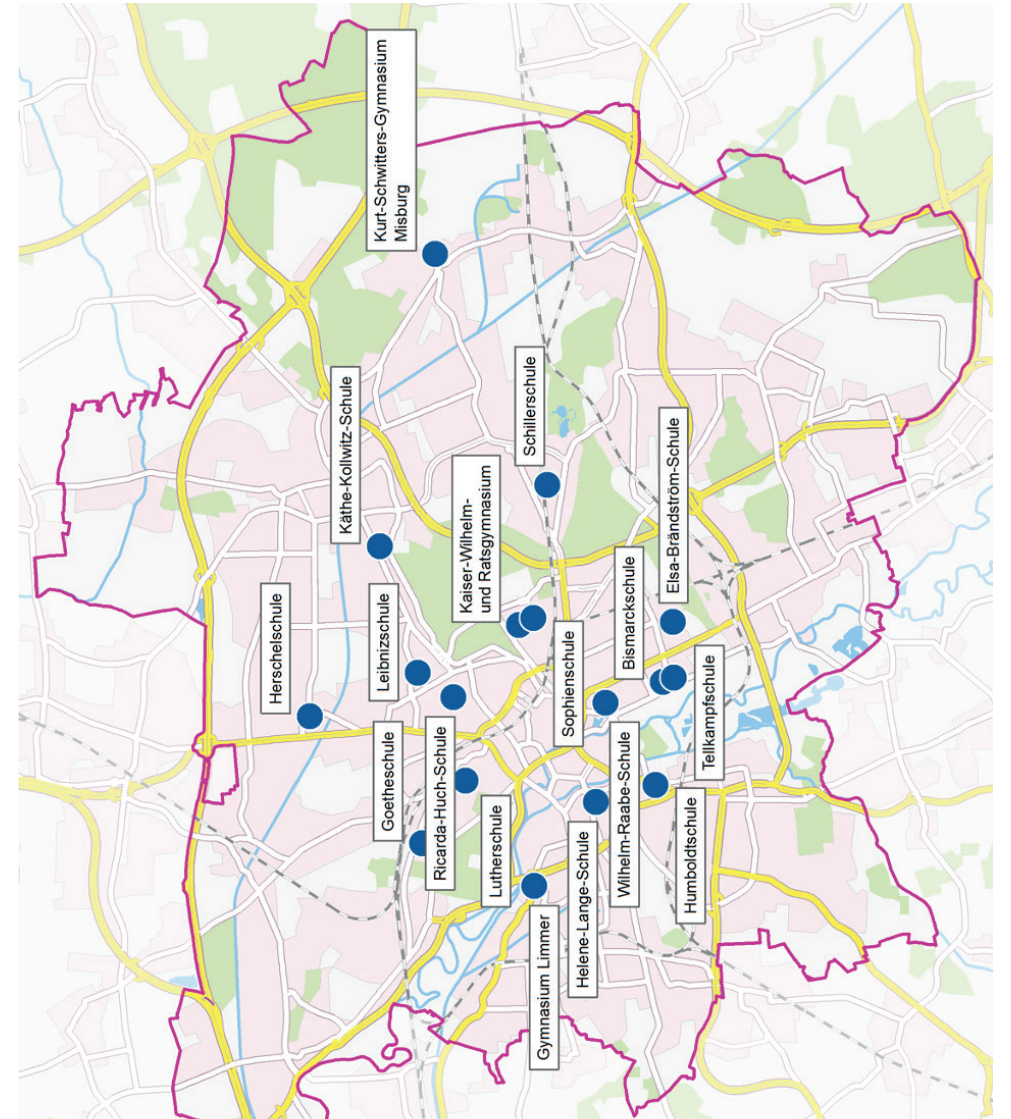 Kurt-Schwitters-Gymnasium
Misburg
Käthe-Kollwitz-Schule
Schillerschule
Herschelschule
Leibnizschule
Kaiser-Wilhelm-
und Ratsgymnasium
Elsa-Brändström-Schule
Bismarckschule
Sophienschule
Tellkampfschule
Goetheschule
Ricarda-Huch-Schule
Lutherschule
Wilhelm-Raabe-Schule
Humboldtschule
Helene-Lange-Schule
Gymnasium Limmer